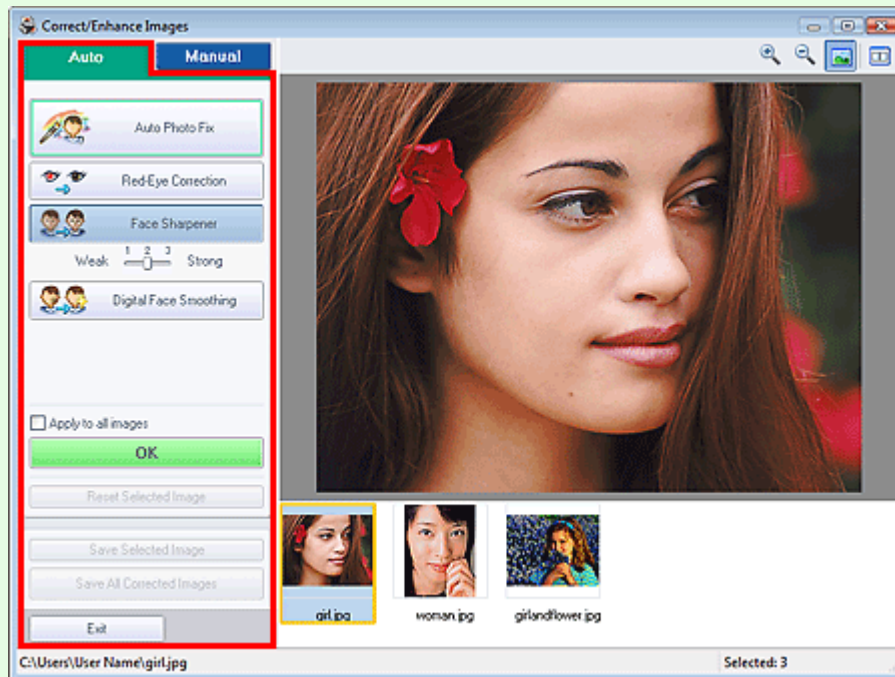 Correct/Enhance Images
Auto Manual
Auto Photo Fix
Red-Eye Correction
Face Sharpener
1 2 3
Weak Strong
Digital Face Smoothing
Apply to all images
OK
Reset Selected Image
Save Selected Image
Save All Corrected Images
Exit
girl.jpg woman.jpg girlandflower.jpg
C:\Users\User Name\girl.jpg Selected: 3